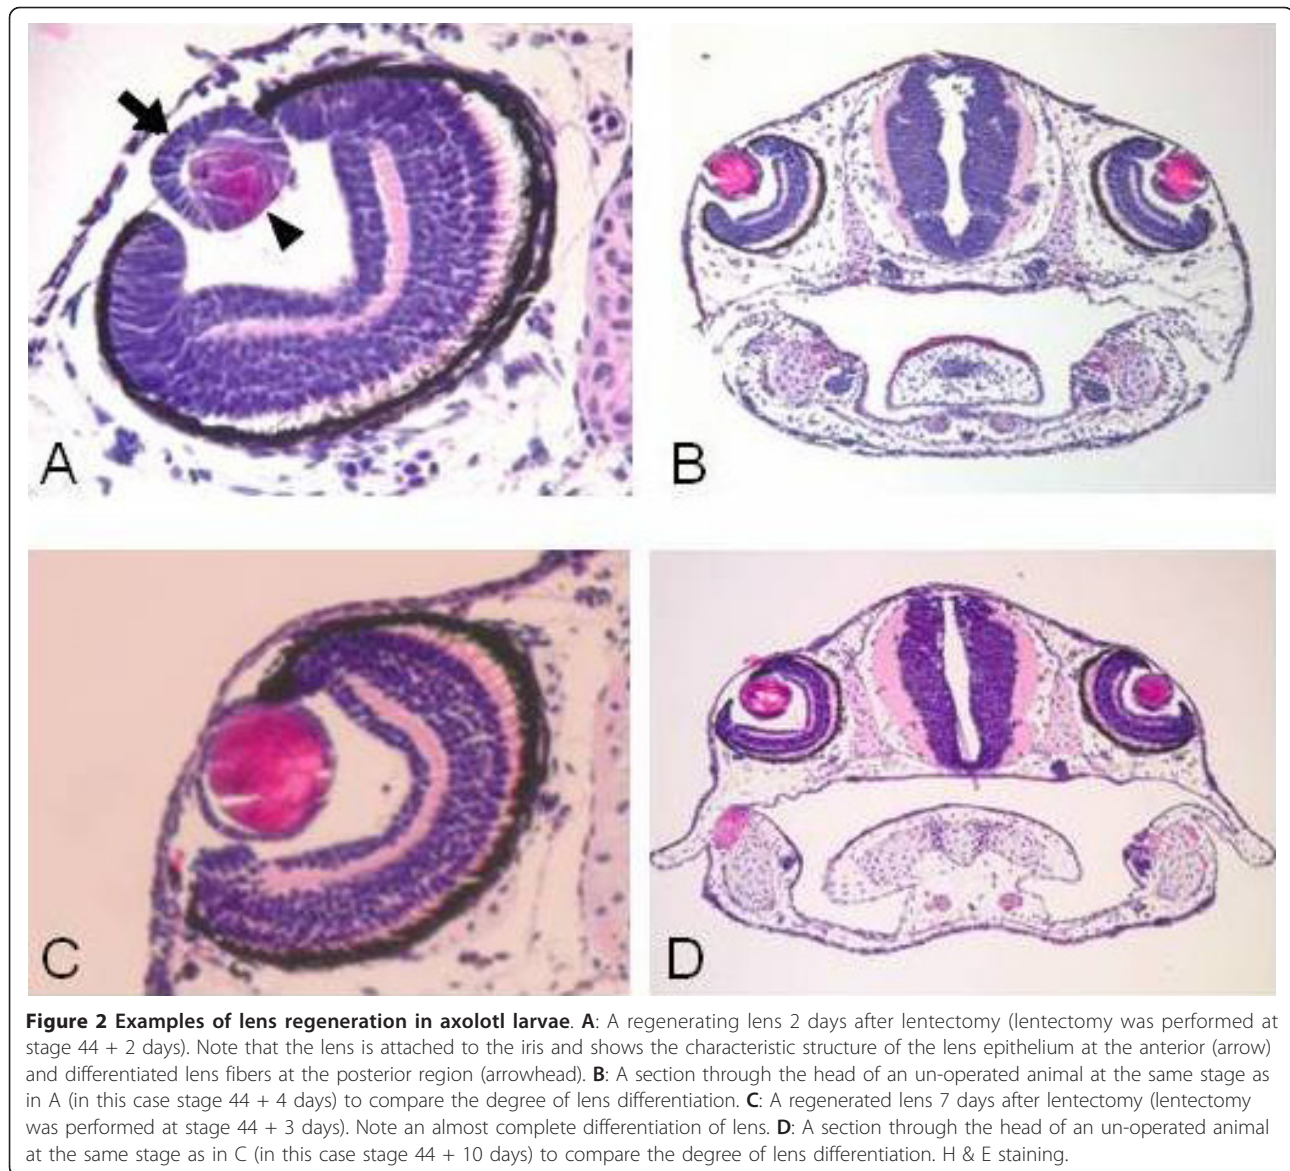 A
B
C
D
Figure 2 Examples of lens regeneration in axolotl larvae. A: A regenerating lens 2 days after lentectomy (lentectomy was performed at
stage 44 + 2 days). Note that the lens is attached to the iris and shows the characteristic structure of the lens epithelium at the anterior (arrow)
and differentiated lens fibers at the posterior region (arrowhead). B: A section through the head of an un-operated animal at the same stage as
in A (in this case stage 44 + 4 days) to compare the degree of lens differentiation. C: A regenerated lens 7 days after lentectomy (lentectomy
was performed at stage 44 + 3 days). Note an almost complete differentiation of lens. D: A section through the head of an un-operated animal
at the same stage as in C (in this case stage 44 + 10 days) to compare the degree of lens differentiation. H & E staining.